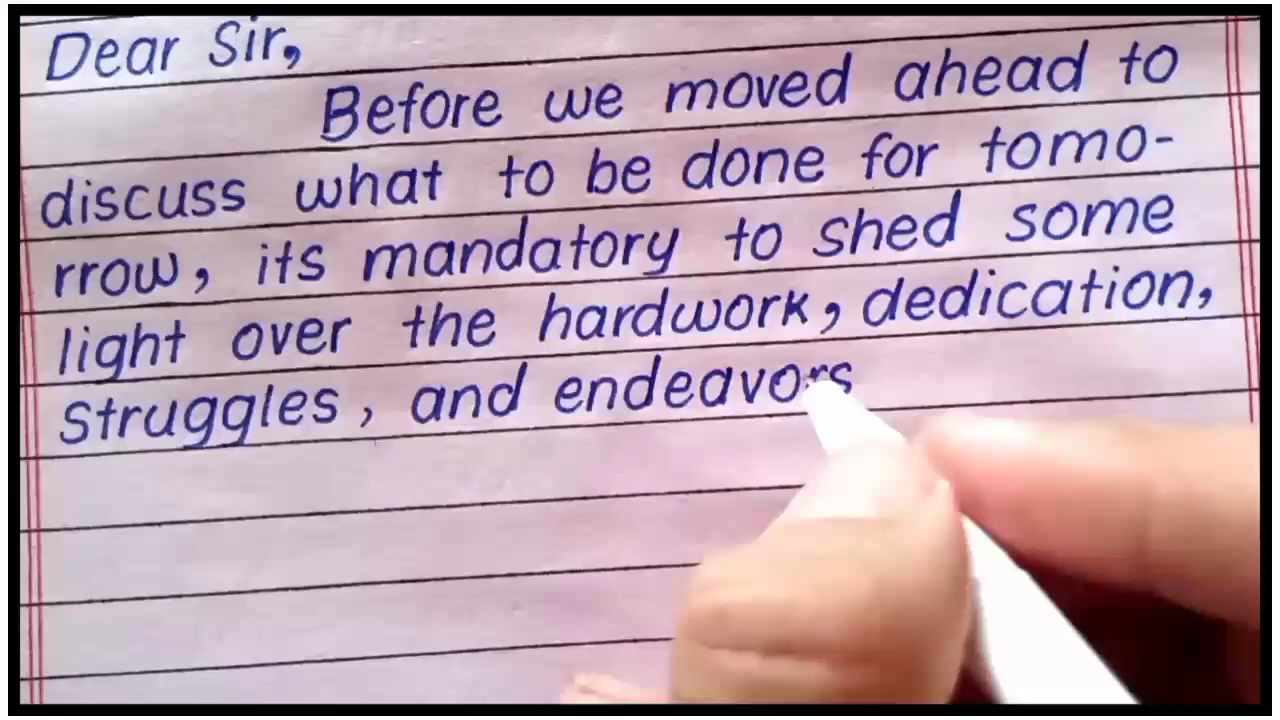 Dear Sir,
Before we moved ahead to
discuss what to be done for tomo-
rrow, its mandatory to shed some
light over the hardwork, dedication,
Struggles, and endeavors